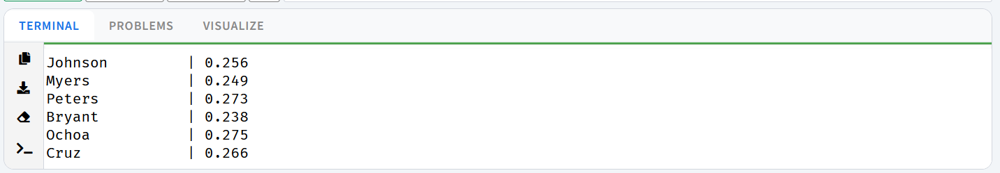 TERMINAL PROBLEMS VISUALIZE
Johnson | 0.256
Myers | 0.249
Peters | 0.273
Bryant | 0.238
Ochoa | 0.275
Cruz | 0.266